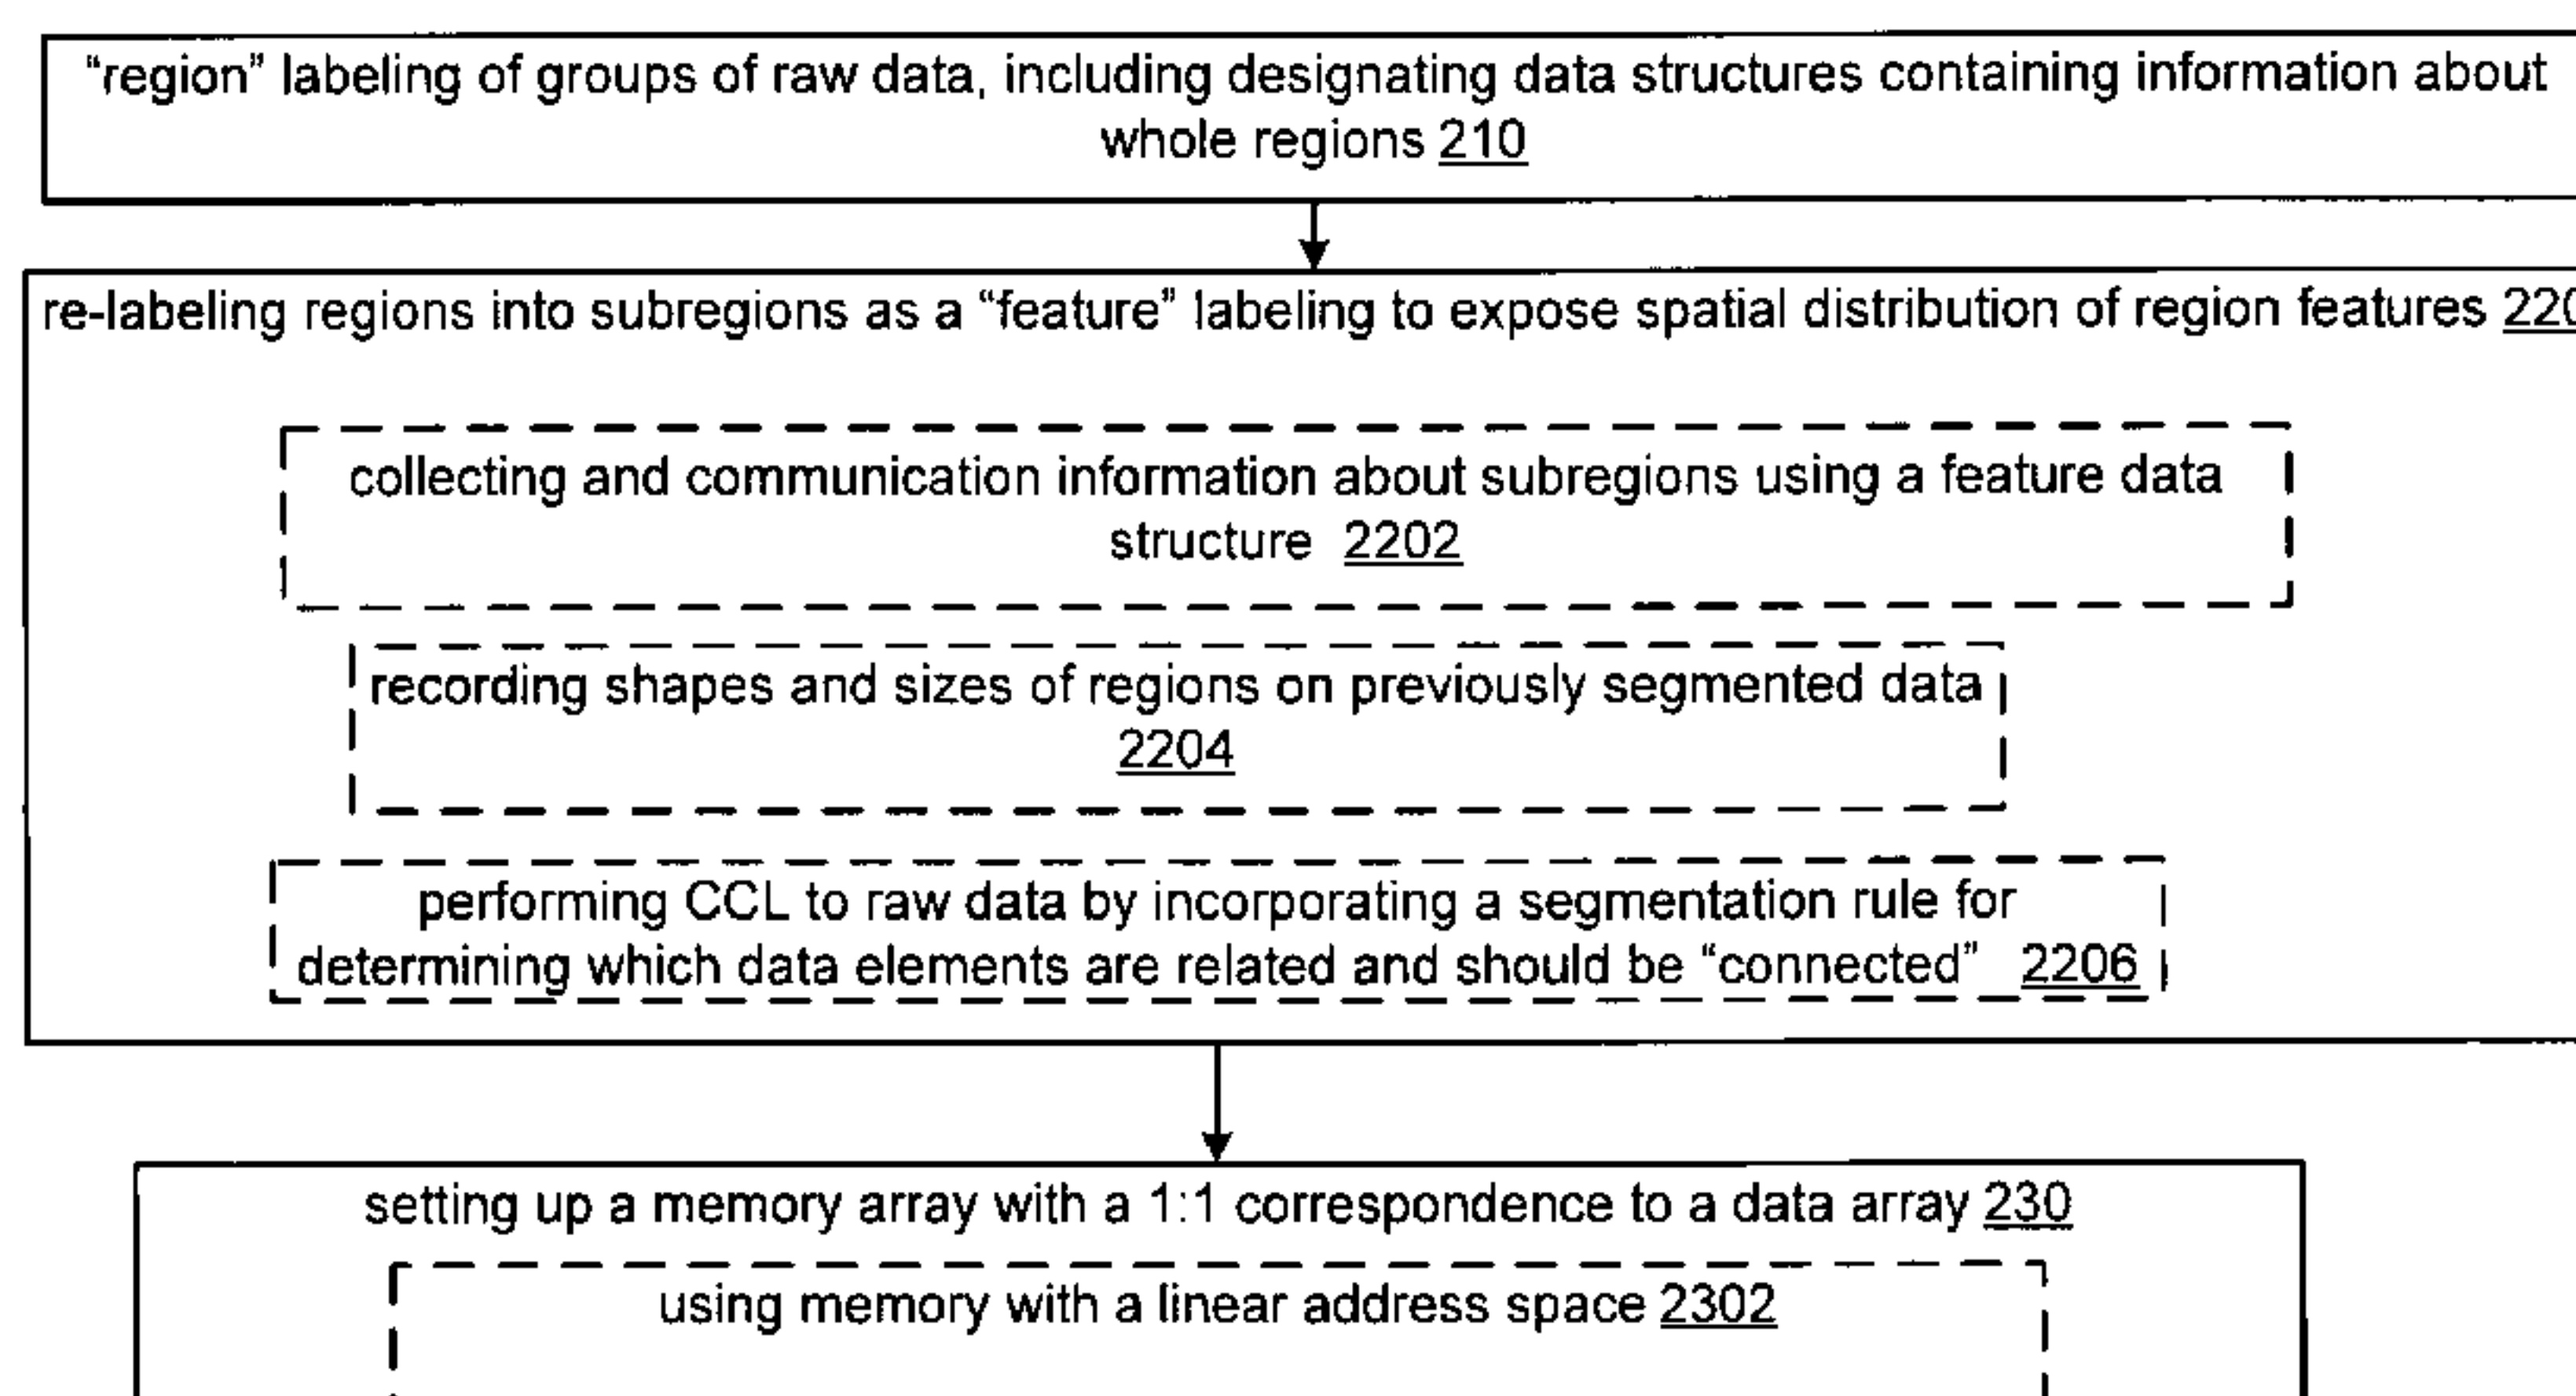 “region” labeling of groups of raw data, including designating data structures containing information about
whole regions 210
re-labeling regions into subregions as a “feature” labeling to expose spatial distribution of region features 220
collecting and communication information about subregions using a feature data
structure 2202
recording shapes and sizes of regions on previously segmented data
2204
performing CCL to raw data by incorporating a segmentation rule for
determining which data elements are related and should be “connected” 2206
setting up a memory array with a 1:1 correspondence to a data array 230
using memory with a linear address space 2302